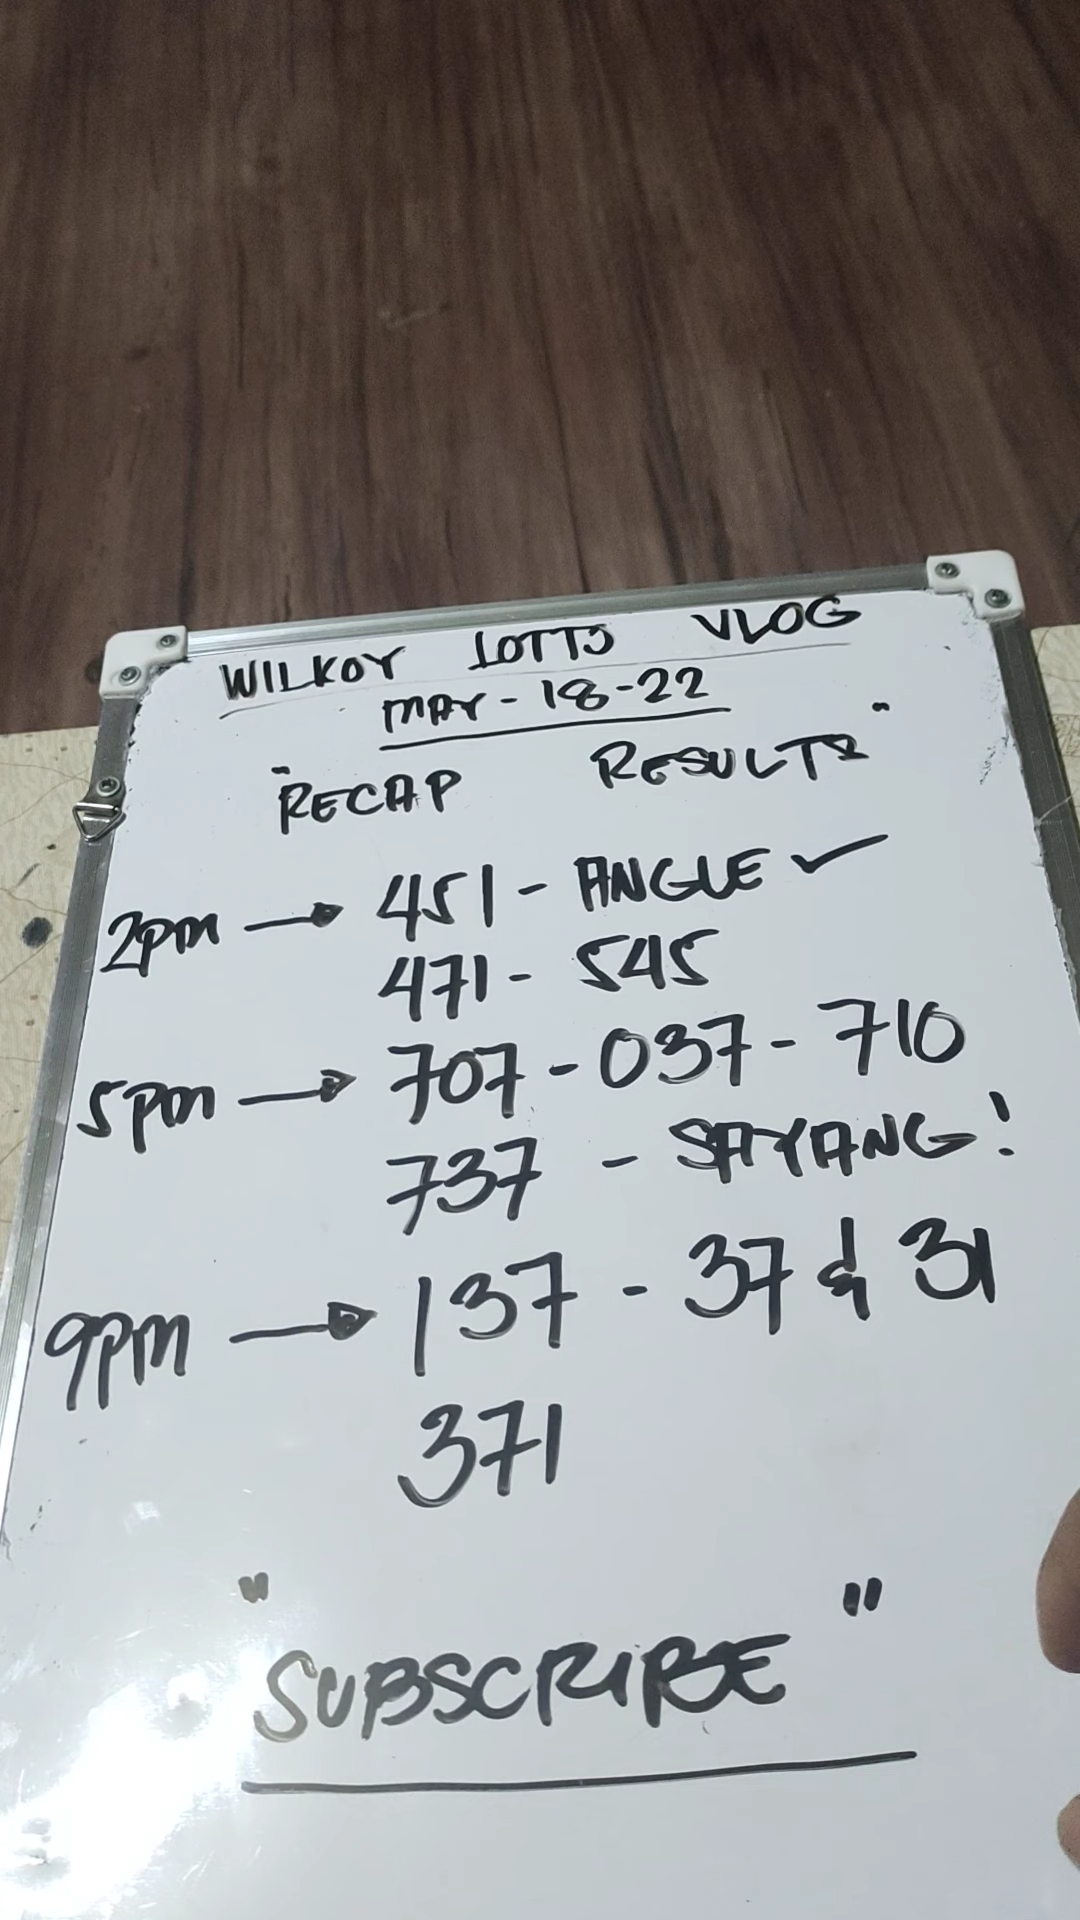 WILKOY LOTTO VLOG
MAY-18-22
"RECAP RESULTS"
2pm → 451 - ANGLE ✓
471 - 545
5pm → 707 - 037 - 710
737 - SAYANG!
9pm → 137 - 37 & 31
371
"SUBSCRIBE"